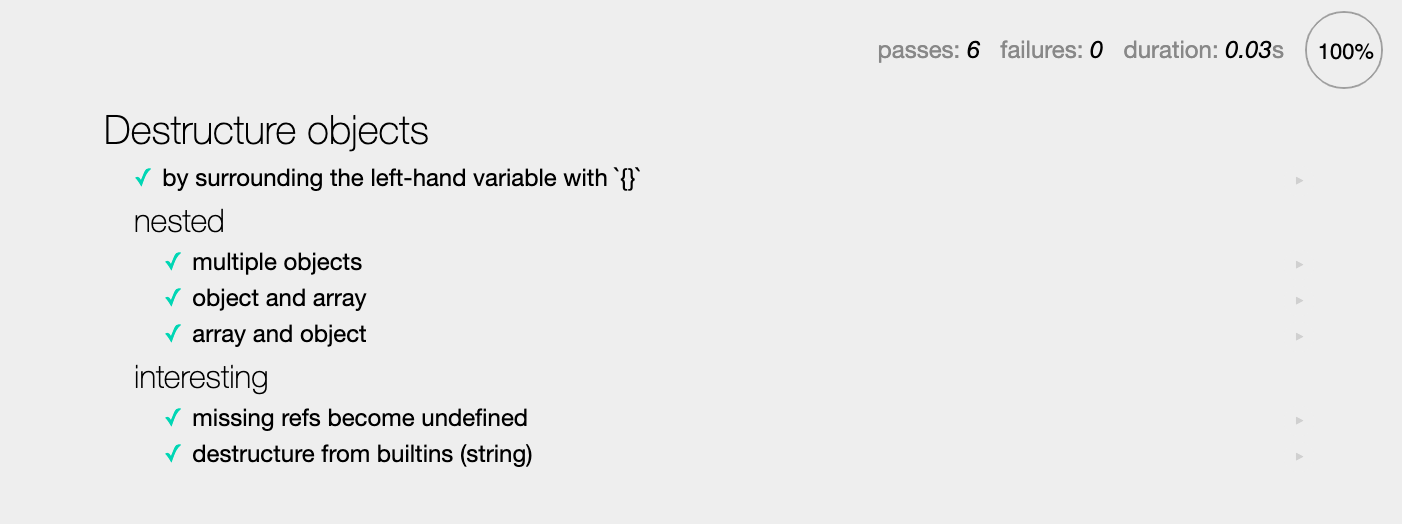 passes: 6 failures: 0 duration: 0.03s 100%
Destructure objects
✓ by surrounding the left-hand variable with `{}`
nested
✓ multiple objects
✓ object and array
✓ array and object
interesting
✓ missing refs become undefined
✓ destructure from builtins (string)